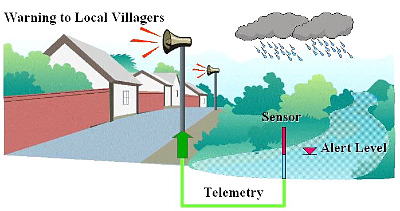 Warning to Local Villagers
Sensor
Alert Level
Telemetry